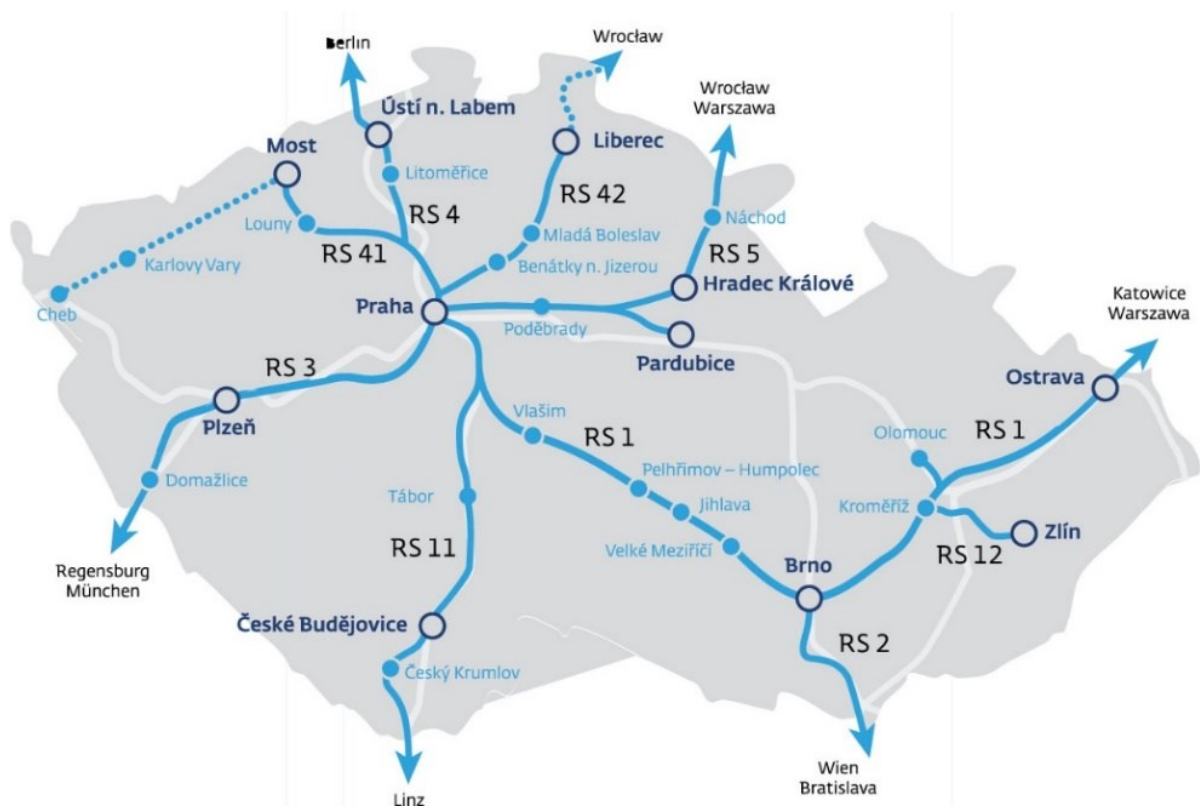 Berlin
Wrocław
Wrocław
Warszawa
Ústí n. Labem
Most
Liberec
Litoměřice
RS 42
Louny
RS 4
Náchod
Mladá Boleslav
RS 41
RS 5
Karlovy Vary
Benátky n. Jizerou
Hradec Králové
Cheb
Praha
Poděbrady
Katowice
Warszawa
Pardubice
RS 3
Ostrava
Plzeň
Vlašim
RS 1
Olomouc
RS 1
Domažlice
Tábor
Pelhřimov – Humpolec
Jihlava
Kroměříž
Zlín
RS 11
Velké Meziříčí
RS 12
Brno
Regensburg
München
České Budějovice
RS 2
Český Krumlov
Wien
Bratislava
Linz